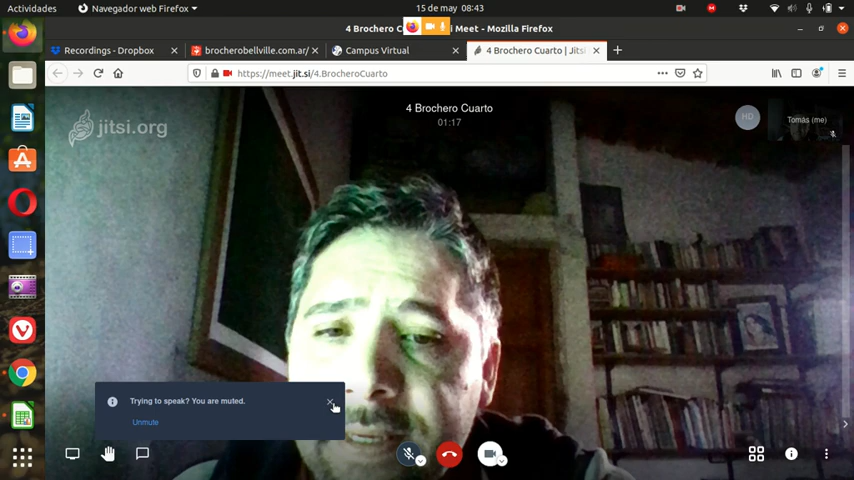 Actividades
Navegador web Firefox
15 de may 08:43
4 Brochero Cuarto
i Meet - Mozilla Firefox
Recordings - Dropbox
brocherobellville.com.ar/
Campus Virtual
4 Brochero Cuarto | Jitsi
https://meet.jit.si/4.BrocheroCuarto
jitsi.org
4 Brochero Cuarto
01:17
HD
Tomás (me)
Trying to speak? You are muted.
Unmute